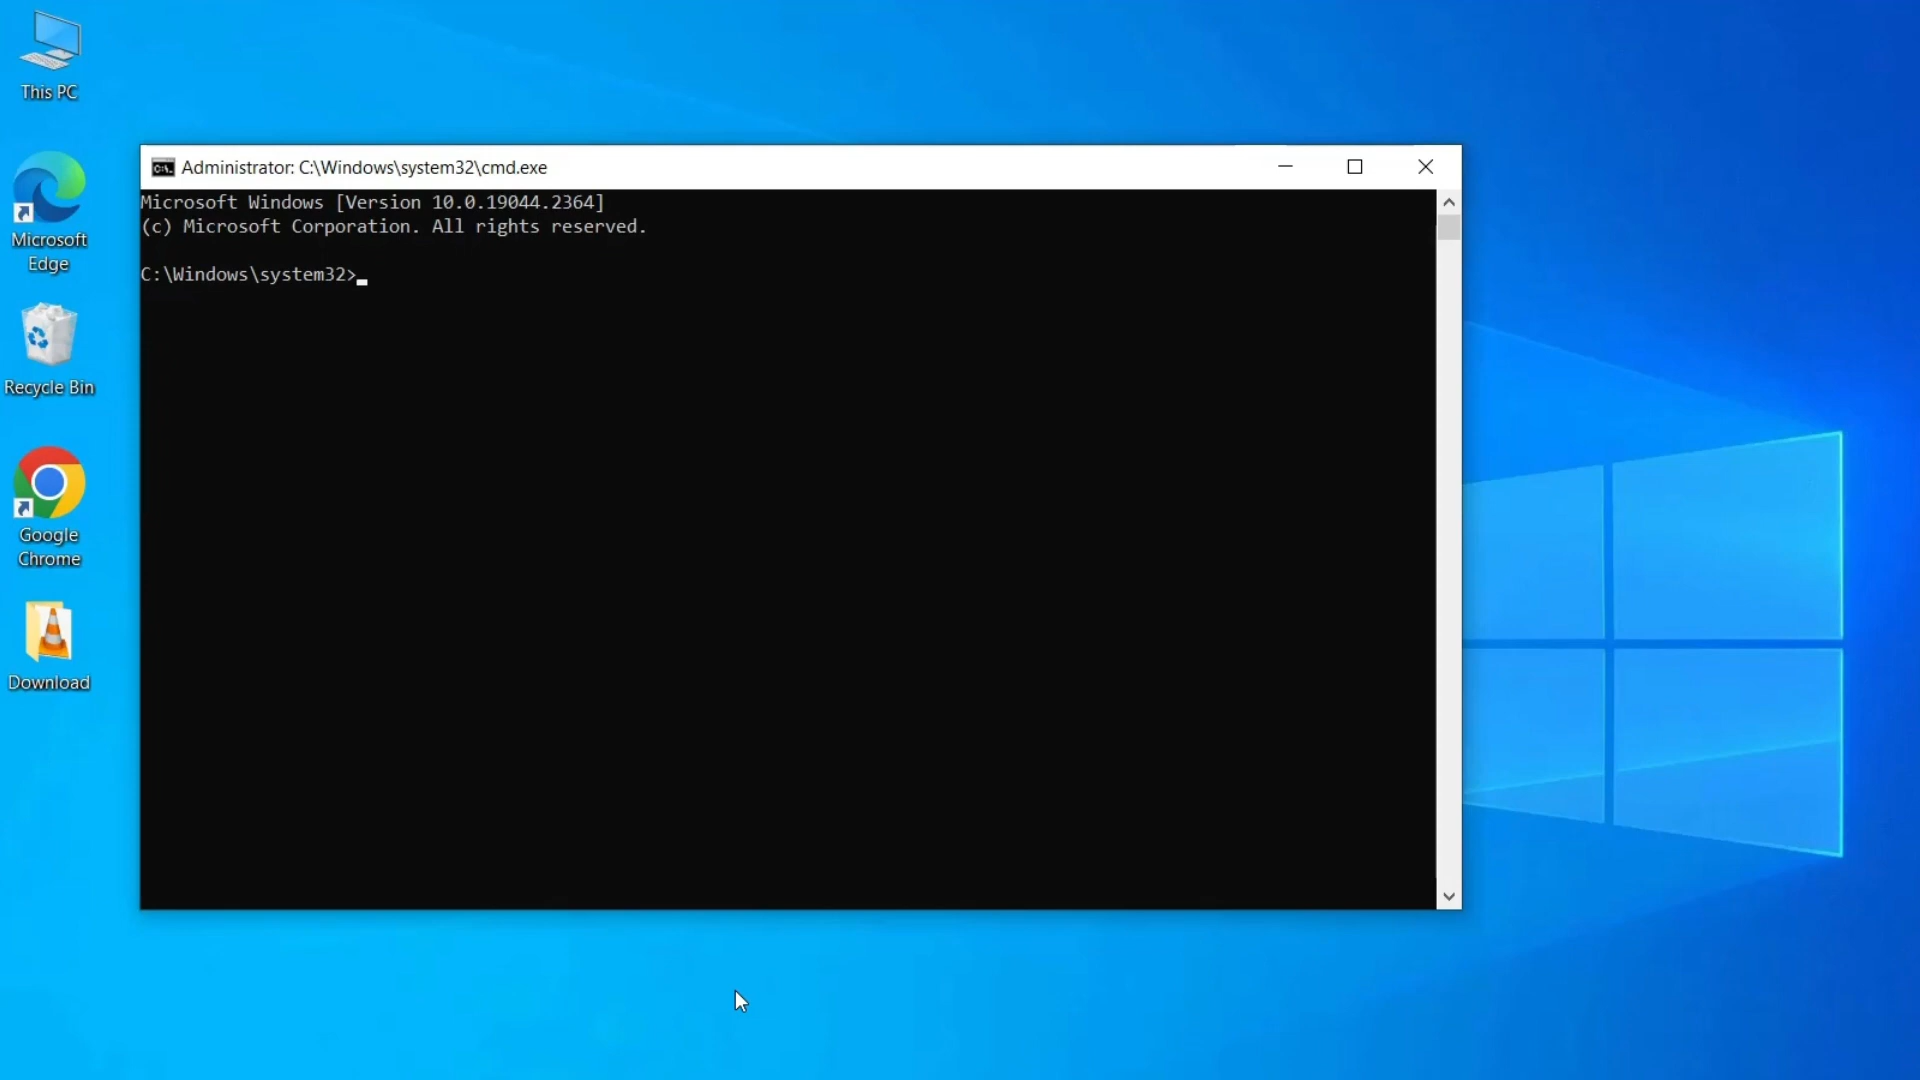 This PC
Microsoft
Edge
Recycle Bin
Google
Chrome
Download
Administrator: C:\Windows\system32\cmd.exe
Microsoft Windows [Version 10.0.19044.2364]
(c) Microsoft Corporation. All rights reserved.
C:\Windows\system32>